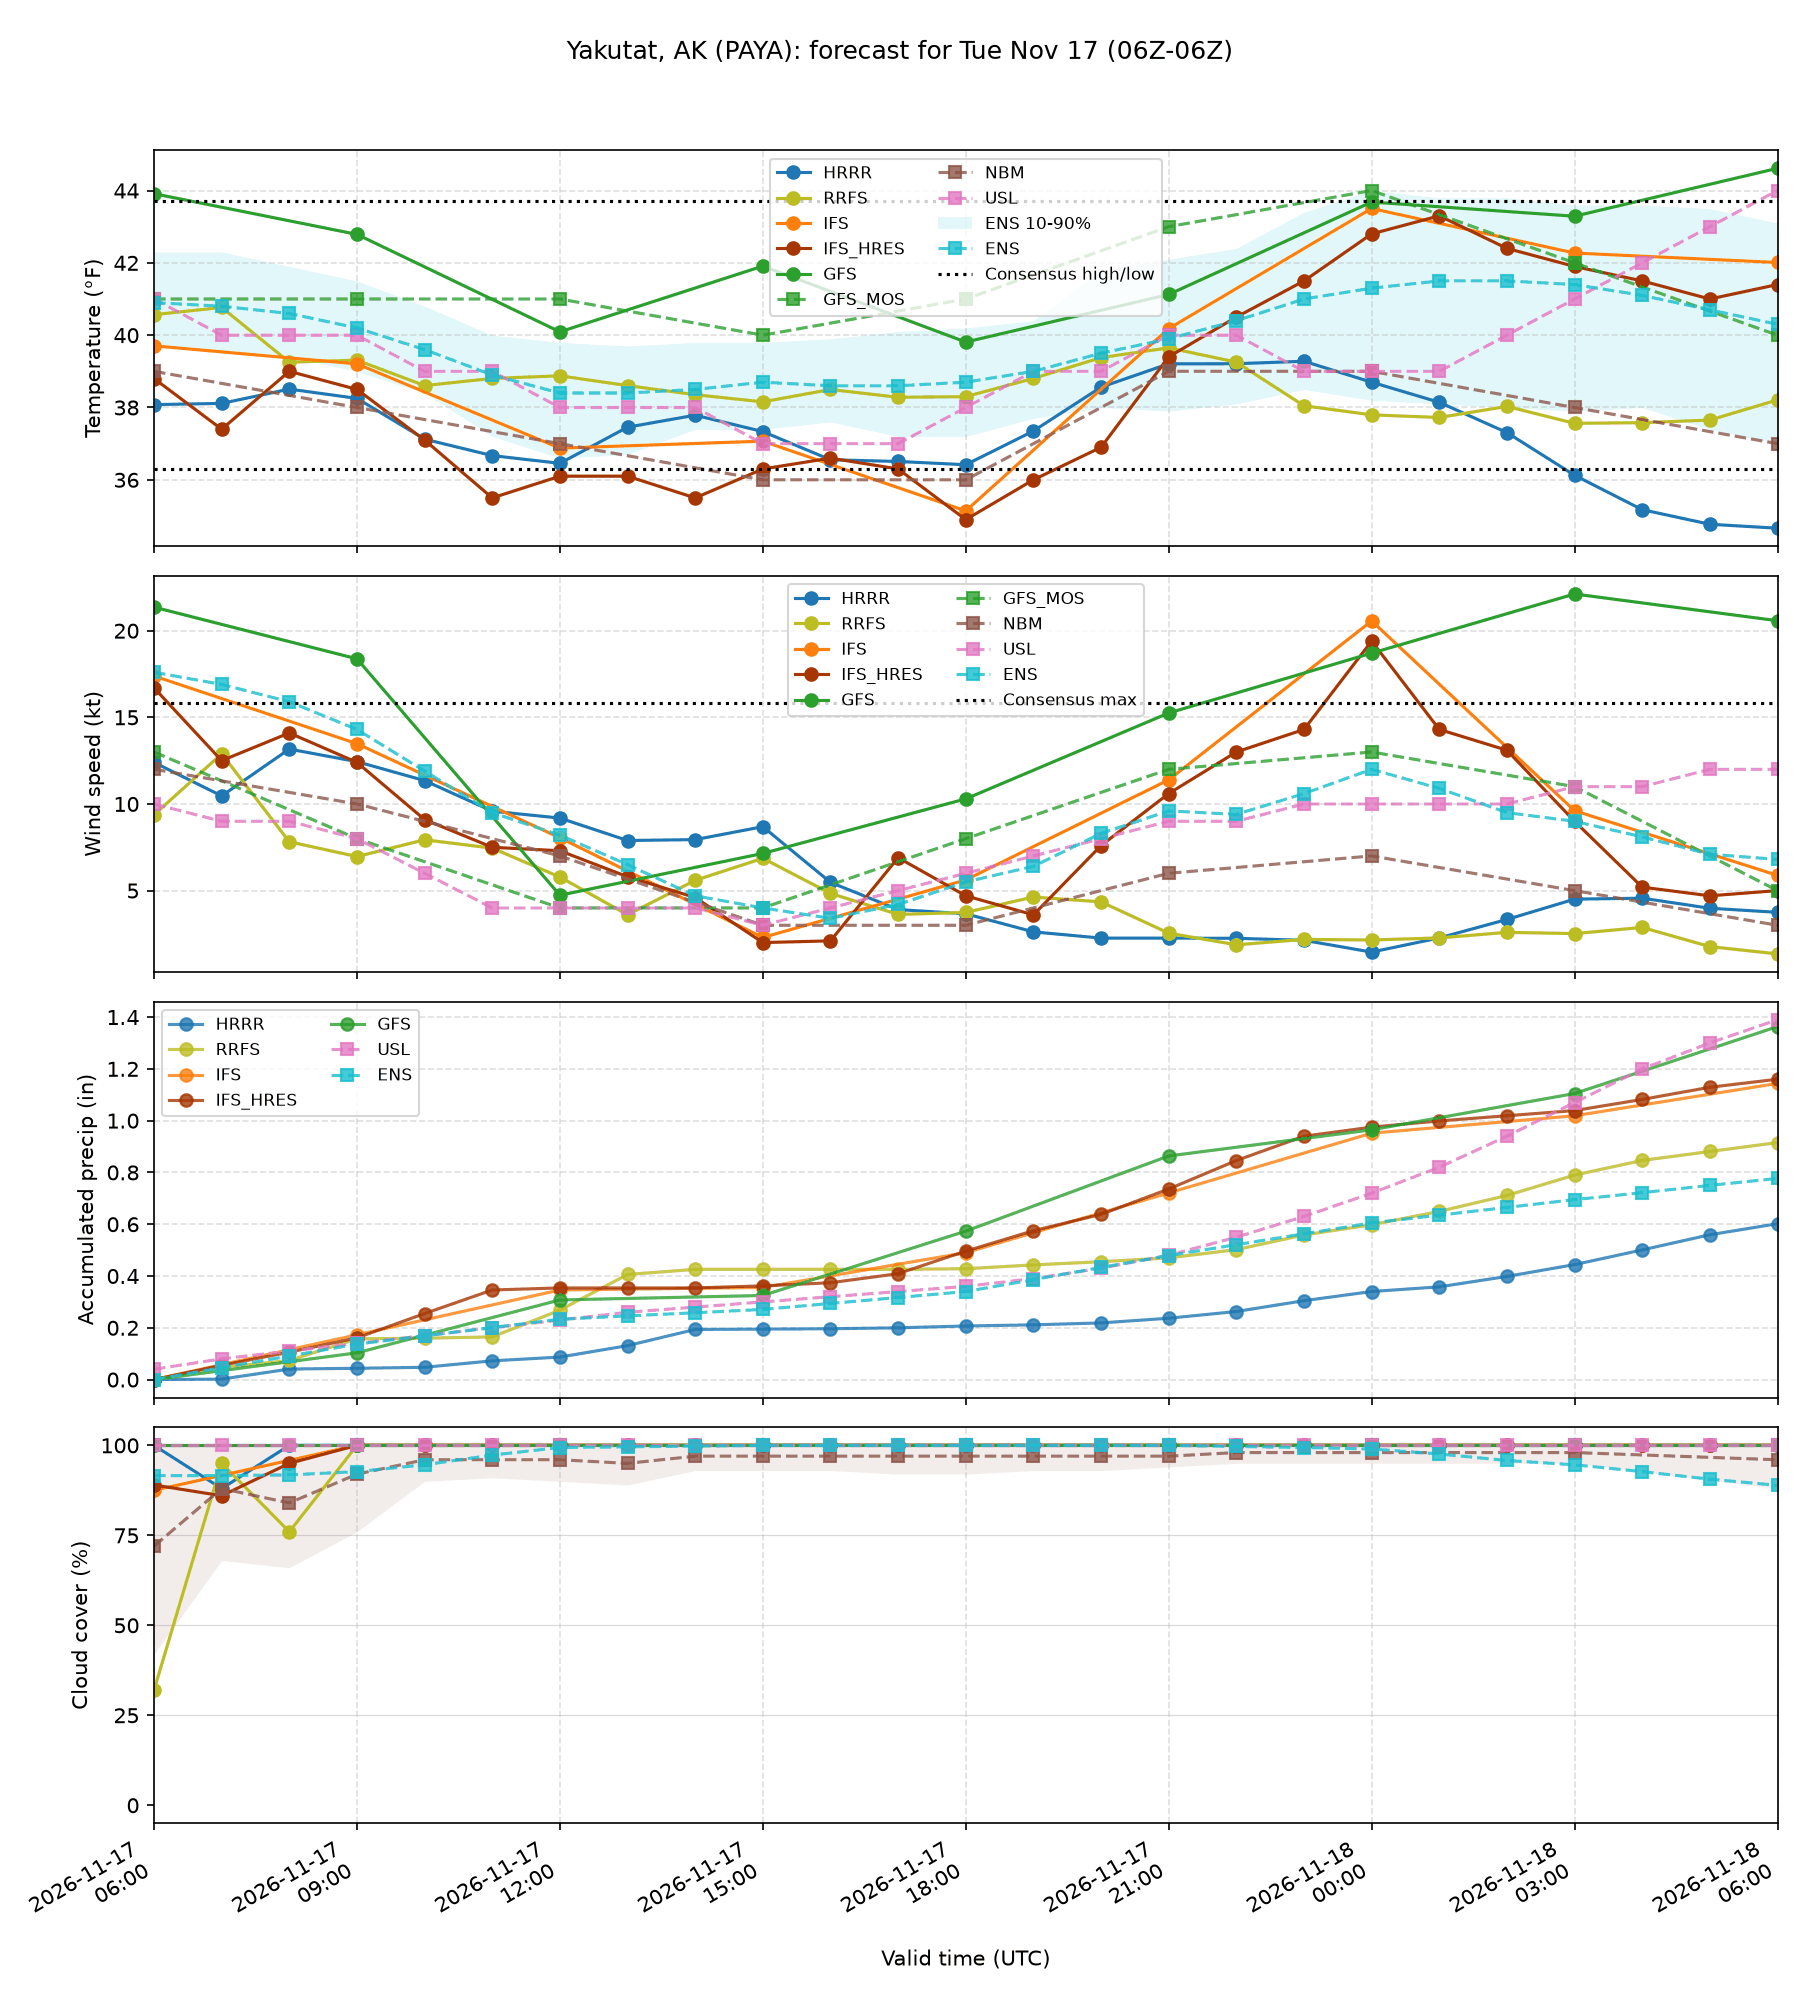 Yakutat, AK (PAYA): forecast for Tue Nov 17 (06Z-06Z)
Temperature (°F)
44
42
40
38
36
HRRR
RRFS
IFS
IFS_HRES
GFS
GFS_MOS
NBM
USL
ENS 10-90%
ENS
Consensus high/low
Wind speed (kt)
20
15
10
5
HRRR
RRFS
IFS
IFS_HRES
GFS
GFS_MOS
NBM
USL
ENS
Consensus max
Accumulated precip (in)
1.4
1.2
1.0
0.8
0.6
0.4
0.2
0.0
HRRR
RRFS
IFS
IFS_HRES
GFS
USL
ENS
Cloud cover (%)
100
75
50
25
0
2026-11-17
06:00
2026-11-17
09:00
2026-11-17
12:00
2026-11-17
15:00
2026-11-17
18:00
2026-11-17
21:00
2026-11-18
00:00
2026-11-18
03:00
2026-11-18
06:00
Valid time (UTC)